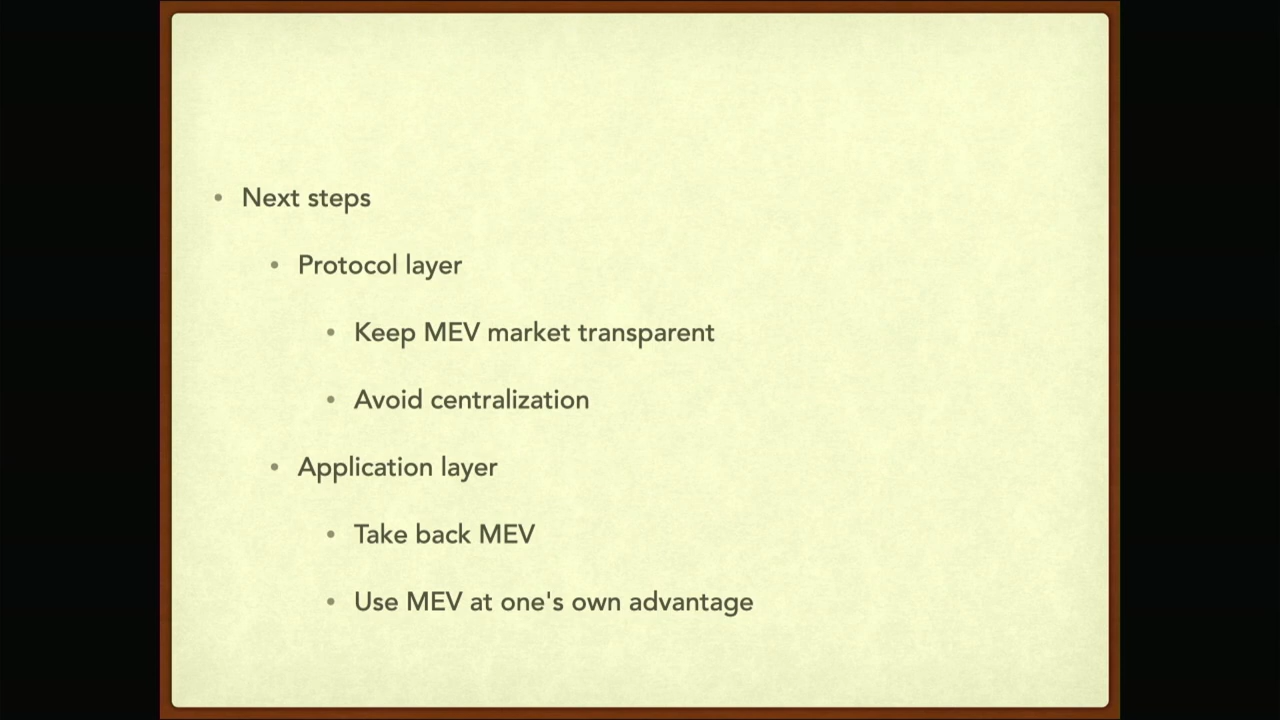 Next steps
Protocol layer
Keep MEV market transparent
Avoid centralization
Application layer
Take back MEV
Use MEV at one's own advantage